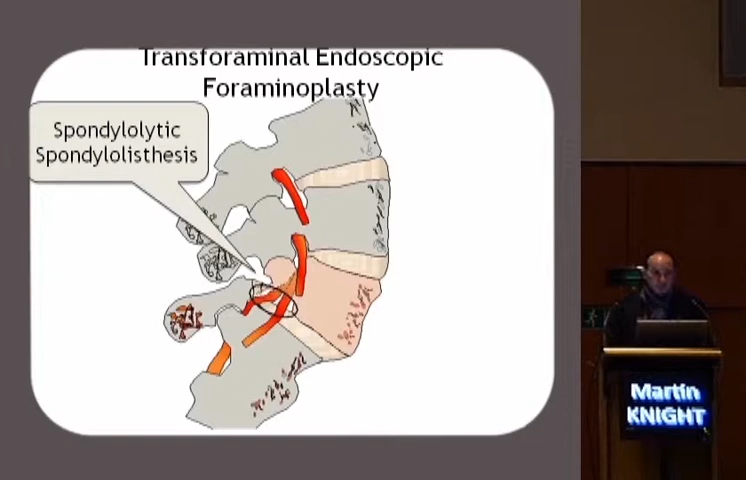 Transforaminal Endoscopic
Foraminoplasty
Spondylolytic
Spondylolisthesis
Martin
KNIGHT